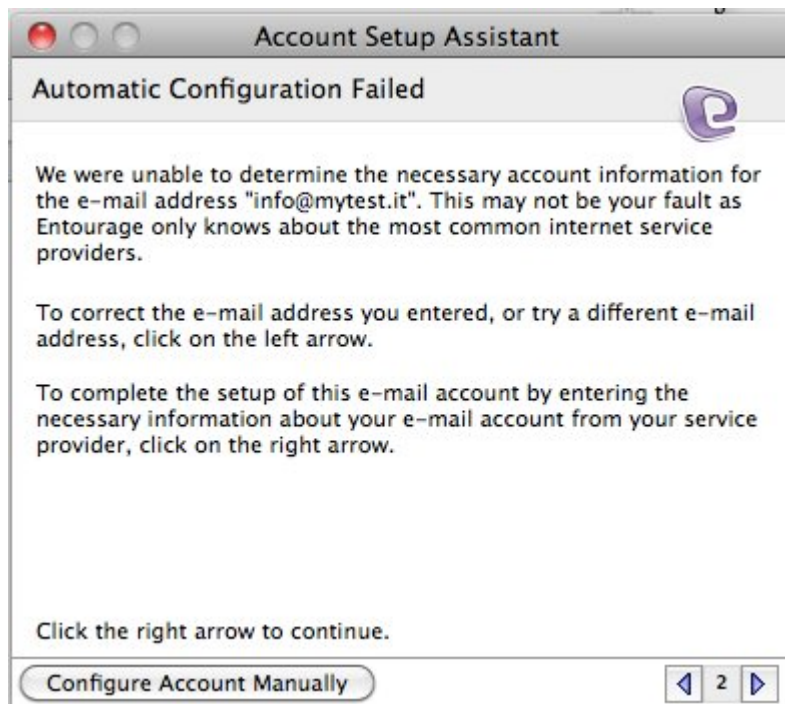 Account Setup Assistant
Automatic Configuration Failed
We were unable to determine the necessary account information for
the e-mail address "info@mytest.it". This may not be your fault as
Entourage only knows about the most common internet service
providers.
To correct the e-mail address you entered, or try a different e-mail
address, click on the left arrow.
To complete the setup of this e-mail account by entering the
necessary information about your e-mail account from your service
provider, click on the right arrow.
Click the right arrow to continue.
Configure Account Manually
2